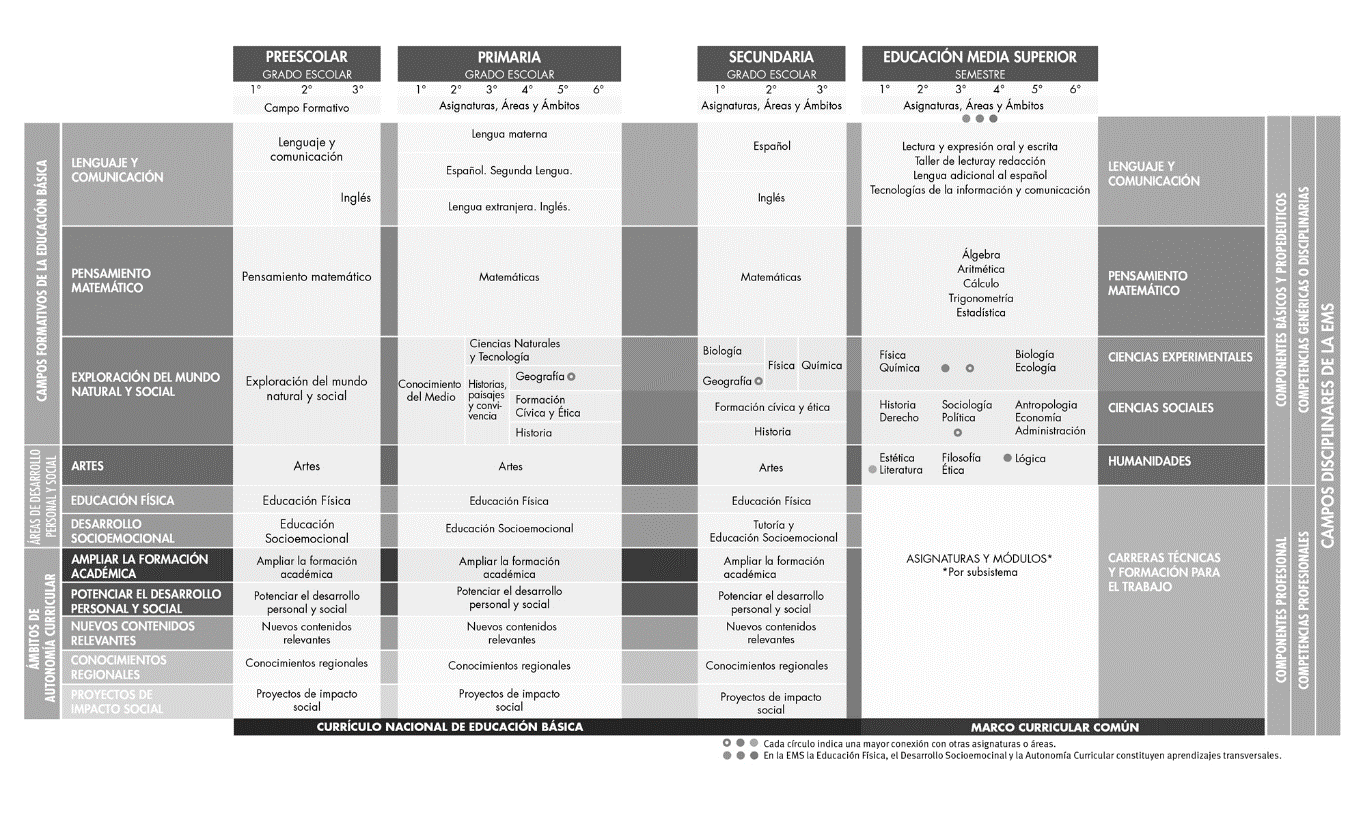 PREESCOLAR
GRADO ESCOLAR
1° 2° 3°
Campo Formativo
PRIMARIA
GRADO ESCOLAR
1° 2° 3° 4° 5° 6°
Asignaturas, Áreas y Ámbitos
SECUNDARIA
GRADO ESCOLAR
1° 2° 3°
Asignaturas, Áreas y Ámbitos
EDUCACIÓN MEDIA SUPERIOR
SEMESTRE
1° 2° 3° 4° 5° 6°
Asignaturas, Áreas y Ámbitos
CAMPOS FORMATIVOS DE LA EDUCACIÓN BÁSICA
LENGUAJE Y
COMUNICACIÓN
Lenguaje y
comunicación
Inglés
Lengua materna
Español. Segunda Lengua.
Lengua extranjera. Inglés.
Español
Inglés
Lectura y expresión oral y escrita
Taller de lecturay redacción
Lengua adicional al español
Tecnologías de la información y comunicación
LENGUAJE Y
COMUNICACIÓN
PENSAMIENTO
MATEMÁTICO
Pensamiento matemático
Matemáticas
Matemáticas
Álgebra
Aritmética
Cálculo
Trigonometría
Estadística
PENSAMIENTO
MATEMÁTICO
EXPLORACIÓN DEL MUNDO
NATURAL Y SOCIAL
Exploración del mundo
natural y social
Conocimiento
del Medio
Ciencias Naturales
y Tecnología
Historias,
paisajes
y convi-
vencia
Geografía
Formación
Cívica y Ética
Historia
Biología
Geografía
Física
Química
Formación cívica y ética
Historia
Física
Química
Biología
Ecología
CIENCIAS EXPERIMENTALES
Historia
Derecho
Sociología
Política
Antropologia
Economía
Administración
CIENCIAS SOCIALES
ÁREAS DE DESARROLLO
PERSONAL Y SOCIAL
ARTES
Artes
Artes
Artes
Estética
Literatura
Filosofía
Ética
Lógica
HUMANIDADES
EDUCACIÓN FÍSICA
Educación Física
Educación Física
Educación Física
DESARROLLO
SOCIOEMOCIONAL
Educación
Socioemocional
Educación Socioemocional
Tutoría y
Educación Socioemocional
ÁMBITOS DE
AUTONOMÍA CURRICULAR
AMPLIAR LA FORMACIÓN
ACADÉMICA
Ampliar la formación
académica
Ampliar la formación
académica
Ampliar la formación
académica
POTENCIAR EL DESARROLLO
PERSONAL Y SOCIAL
Potenciar el desarrollo
personal y social
Potenciar el desarrollo
personal y social
Potenciar el desarrollo
personal y social
NUEVOS CONTENIDOS
RELEVANTES
Nuevos contenidos
relevantes
Nuevos contenidos
relevantes
Nuevos contenidos
relevantes
CONOCIMIENTOS
REGIONALES
Conocimientos regionales
Conocimientos regionales
Conocimientos regionales
PROYECTOS DE
IMPACTO SOCIAL
Proyectos de impacto
social
Proyectos de impacto
social
Proyectos de impacto
social
ASIGNATURAS Y MÓDULOS*
*Por subsistema
CARRERAS TÉCNICAS
Y FORMACIÓN PARA
EL TRABAJO
COMPONENTES BÁSICOS Y PROPEDEUTICOS
COMPETENCIAS GENÉRICAS O DISCIPLINARIAS
COMPONENTES PROFESIONAL
COMPETENCIAS PROFESIONALES
CAMPOS DISCIPLINARES DE LA EMS
CURRÍCULO NACIONAL DE EDUCACIÓN BÁSICA
MARCO CURRICULAR COMÚN
Cada círculo indica una mayor conexión con otras asignaturas o áreas.
En la EMS la Educación Física, el Desarrollo Socioemocinal y la Autonomía Curricular constituyen aprendizajes transversales.